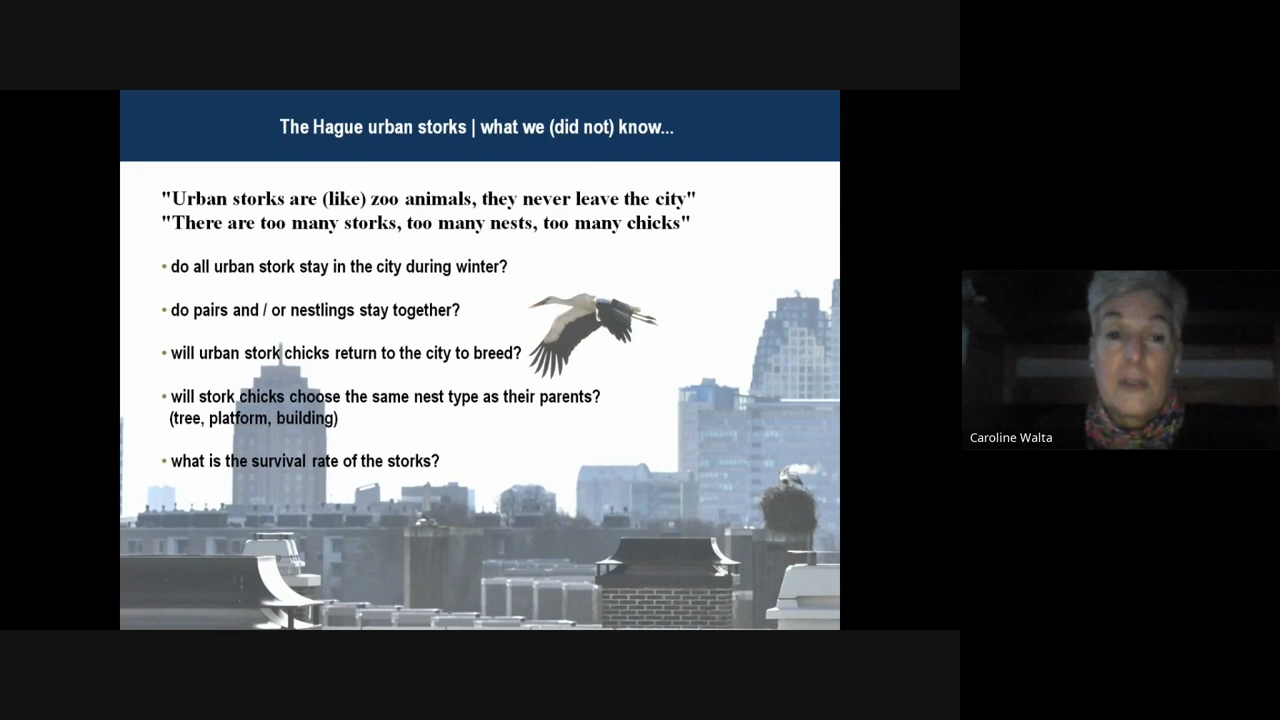 The Hague urban storks | what we (did not) know...
"Urban storks are (like) zoo animals, they never leave the city"
"There are too many storks, too many nests, too many chicks"
• do all urban stork stay in the city during winter?
• do pairs and / or nestlings stay together?
• will urban stork chicks return to the city to breed?
• will stork chicks choose the same nest type as their parents?
(tree, platform, building)
• what is the survival rate of the storks?
Caroline Walta